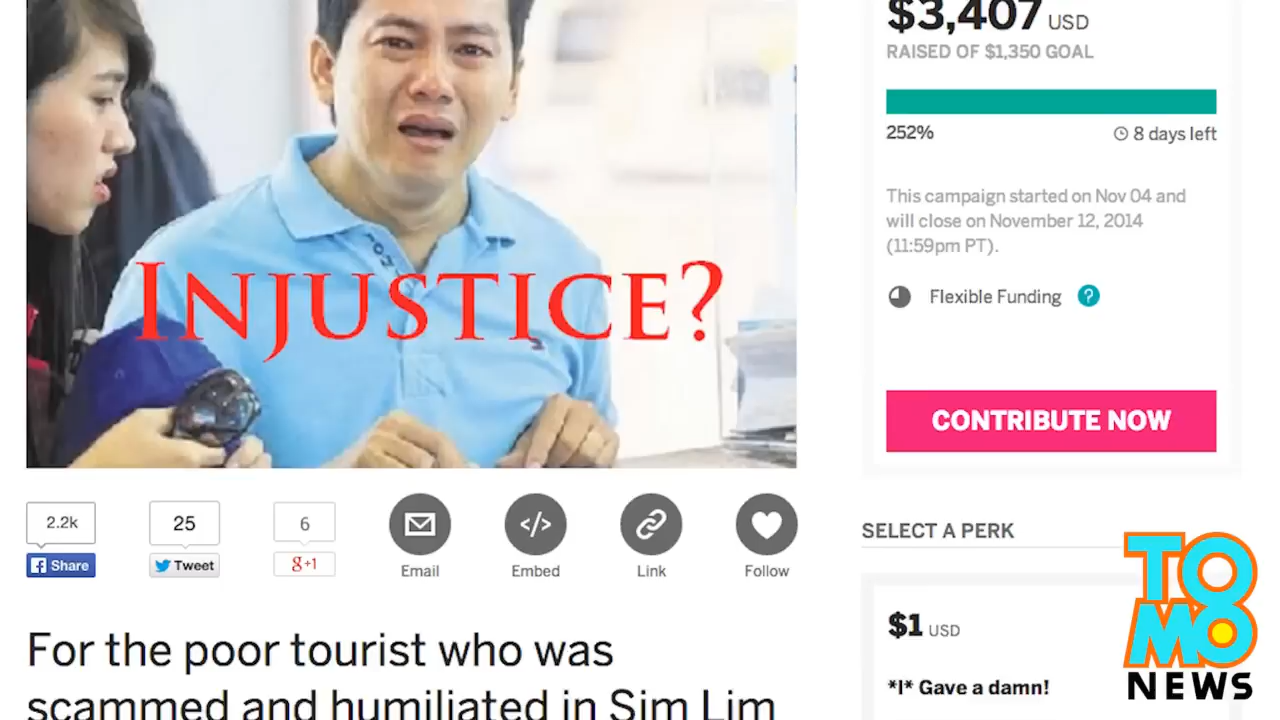 $3,407 USD
RAISED OF $1,350 GOAL
252%
8 days left
This campaign started on Nov 04 and
will close on November 12, 2014
(11:59pm PT).
Flexible Funding ?
CONTRIBUTE NOW
INJUSTICE?
2.2k
25
6
Share
Tweet
g+1
</>
Email
Embed
Link
Follow
SELECT A PERK
$1 USD
*I* Gave a damn!
For the poor tourist who was
scammed and humiliated in Sim Lim
TOMO
NEWS